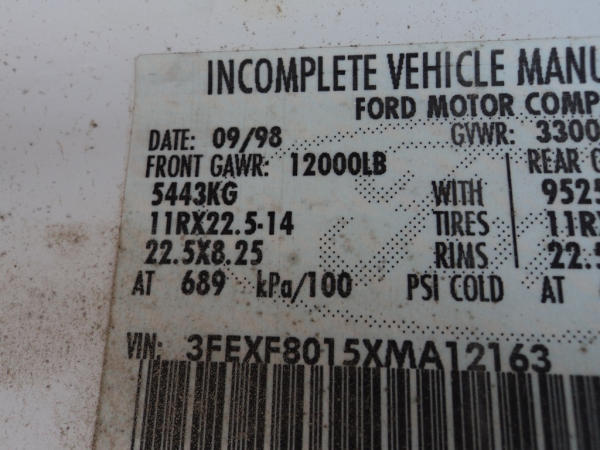 INCOMPLETE VEHICLE MANU
FORD MOTOR COMP
DATE: 09/98 GVWR: 3300
FRONT GAWR: 12000LB REAR G
5443KG WITH 9525
11RX22.5-14 TIRES 11R
22.5X8.25 RIMS 22.5
AT 689 kPa/100 PSI COLD AT
VIN: 3FEXF8015XMA12163